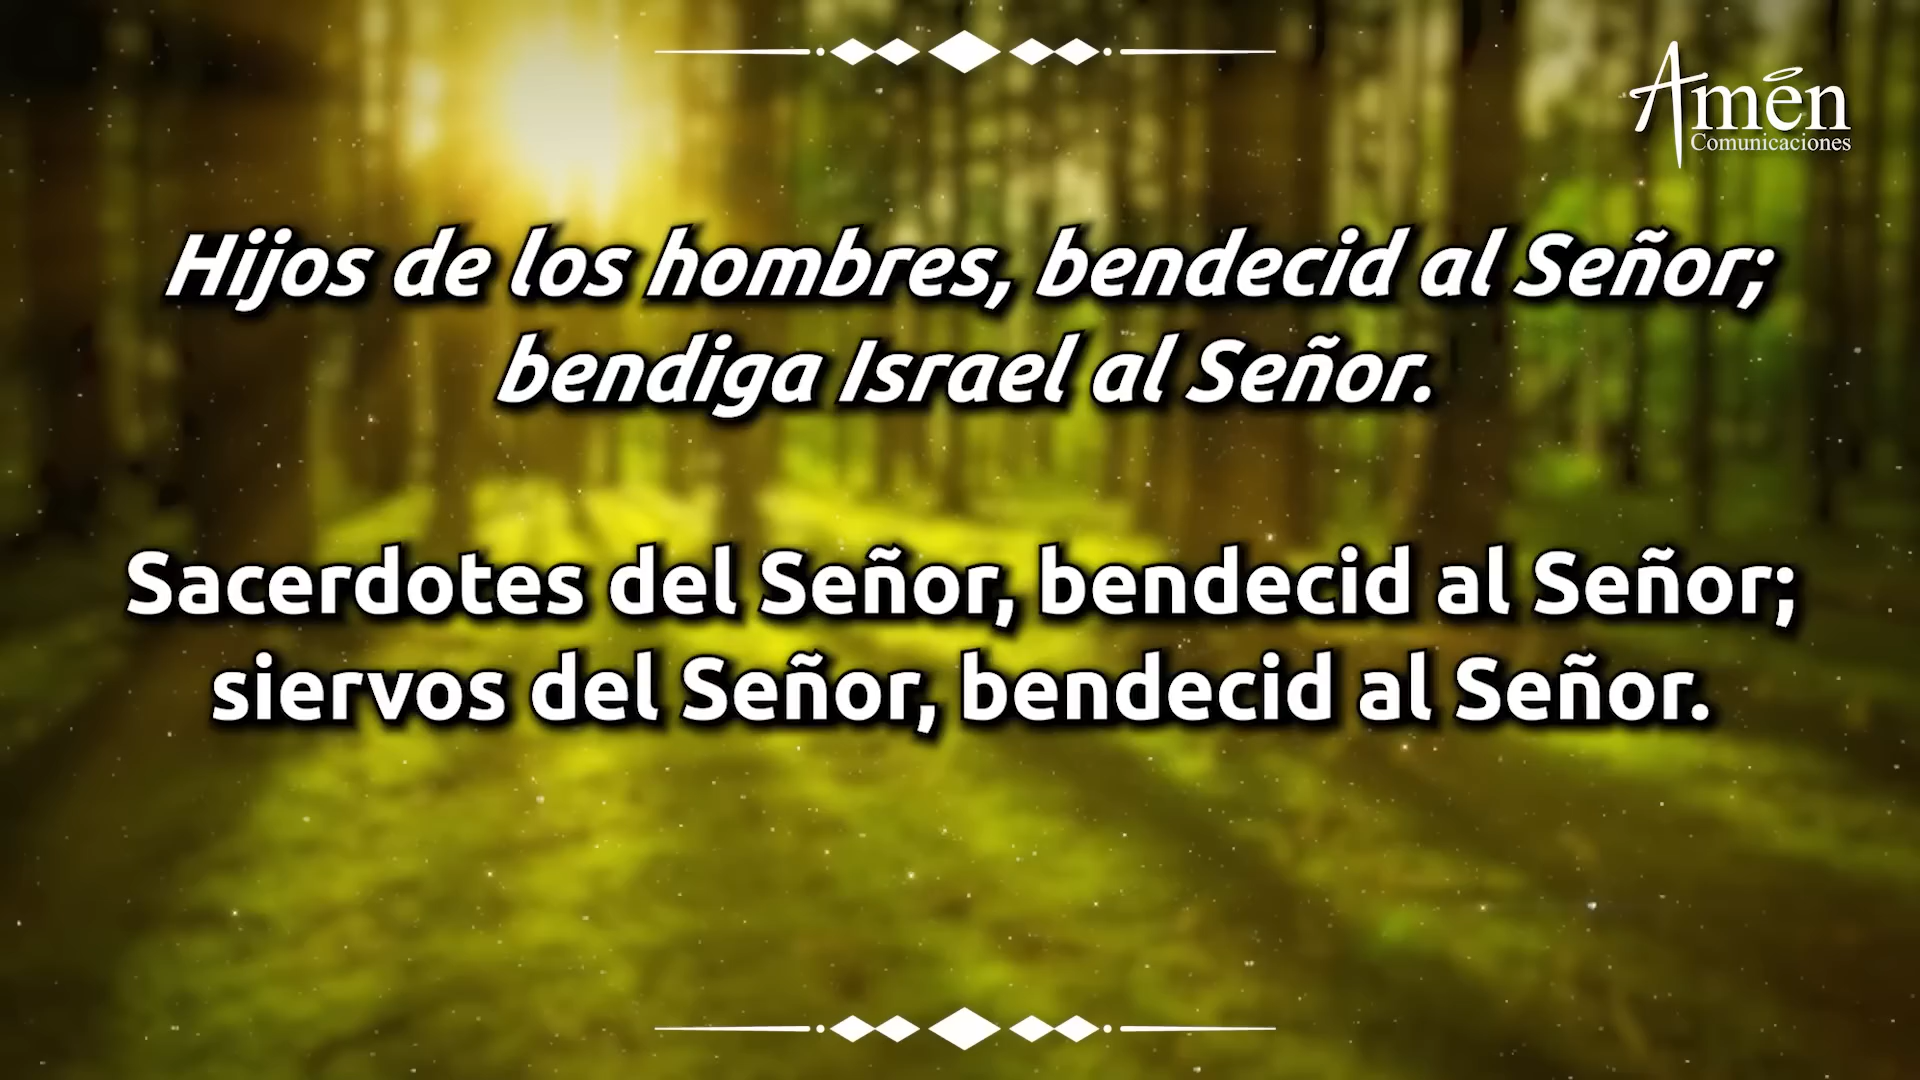 Amén
Comunicaciones
Hijos de los hombres, bendecid al Señor;
bendiga Israel al Señor.
Sacerdotes del Señor, bendecid al Señor;
siervos del Señor, bendecid al Señor.